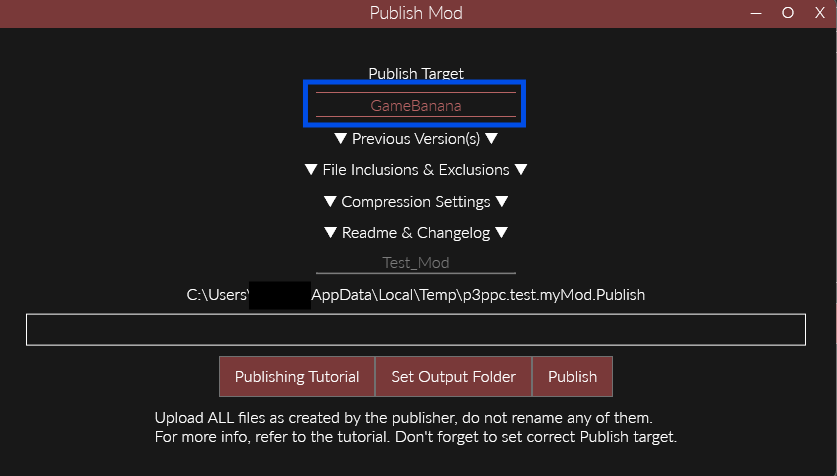 Publish Mod
Publish Target
GameBanana
▼ Previous Version(s) ▼
▼ File Inclusions & Exclusions ▼
▼ Compression Settings ▼
▼ Readme & Changelog ▼
Test_Mod
C:\Users\ AppData\Local\Temp\p3ppc.test.myMod.Publish
Publishing Tutorial Set Output Folder Publish
Upload ALL files as created by the publisher, do not rename any of them.
For more info, refer to the tutorial. Don't forget to set correct Publish target.